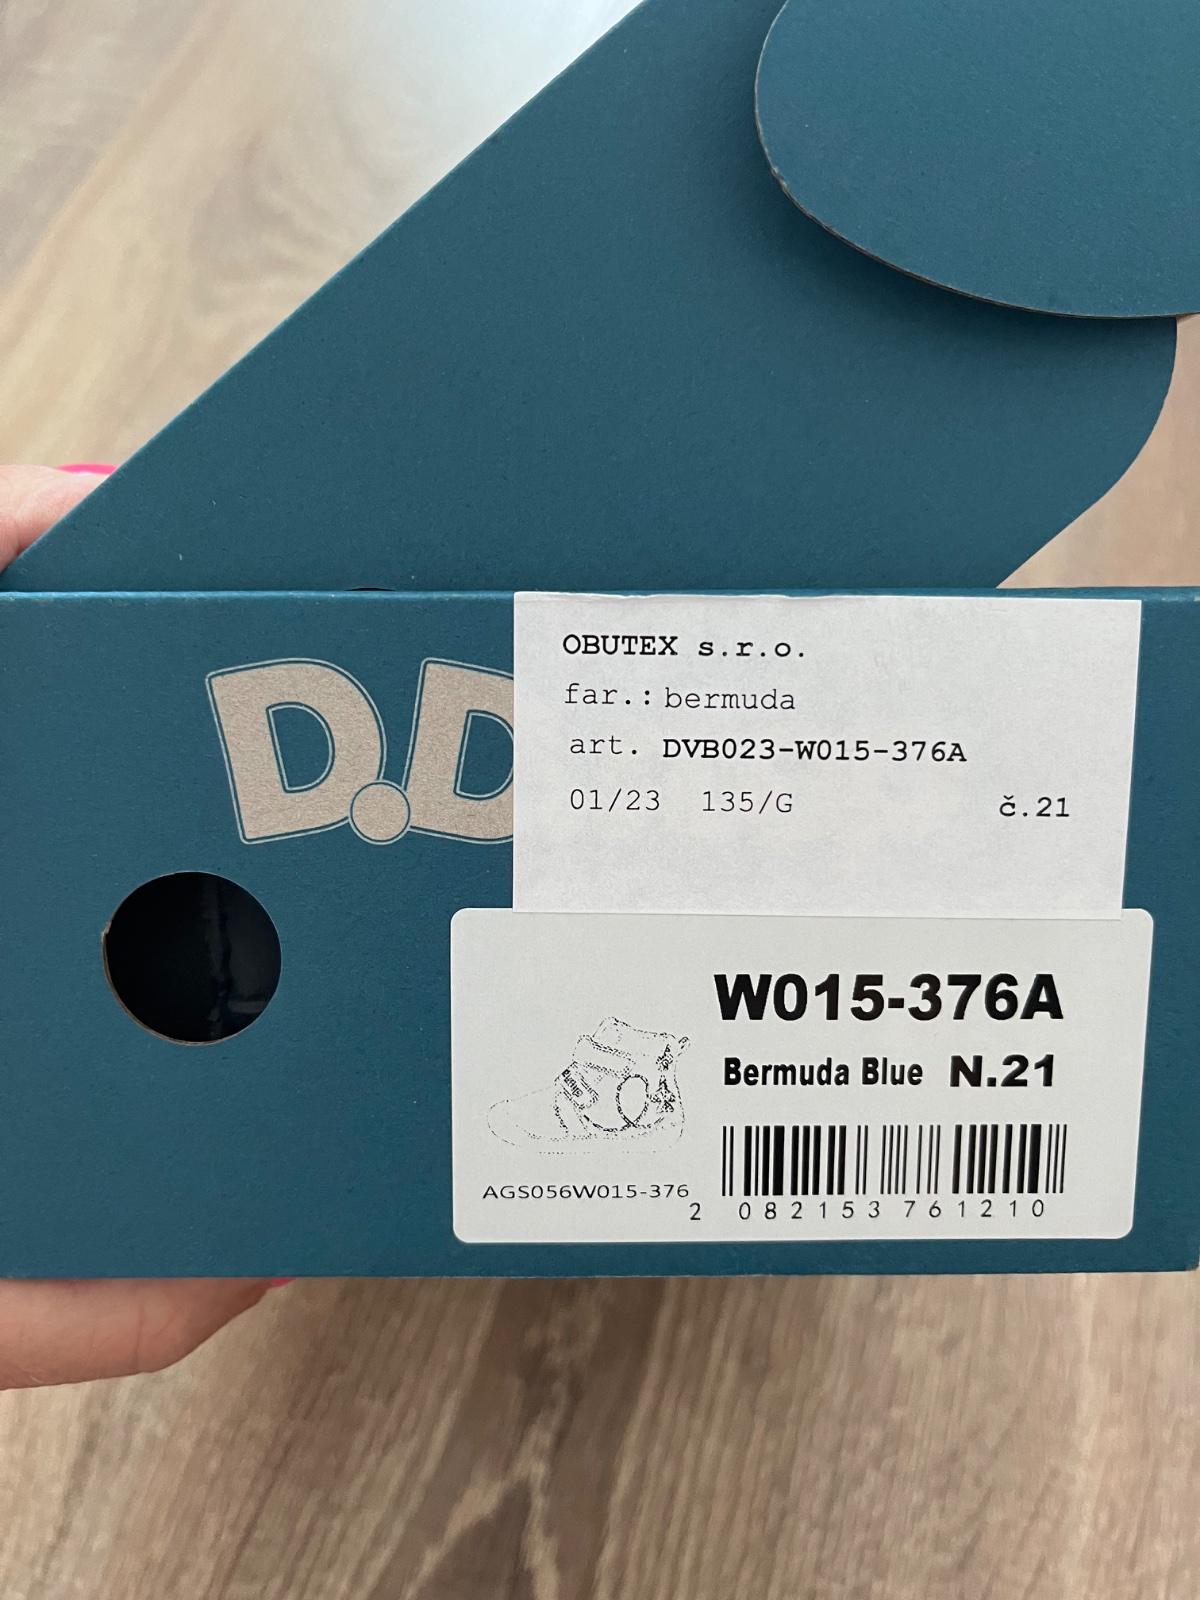 D.D
OBUTEX s.r.o.
far.: bermuda
art. DVB023-W015-376A
01/23 135/G č.21
W015-376A
Bermuda Blue N.21
AGS056W015-376
2 082153 761210